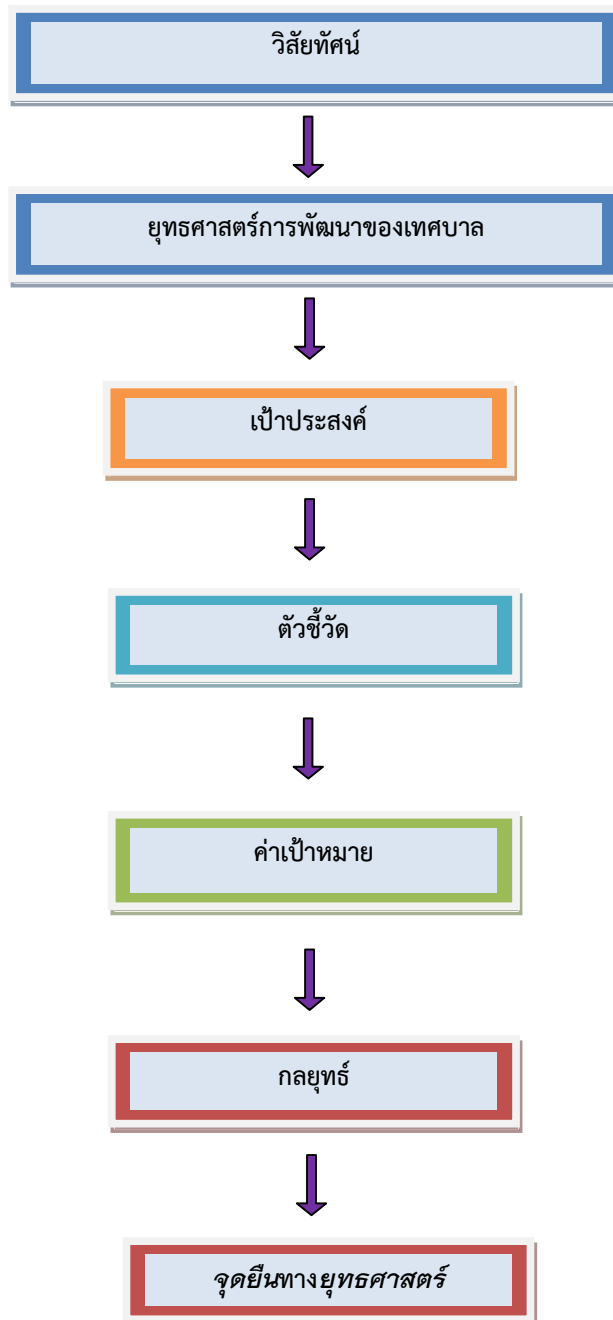 วิสัยทัศน์
ยุทธศาสตร์การพัฒนาของเทศบาล
เป้าประสงค์
ตัวชี้วัด
ค่าเป้าหมาย
กลยุทธ์
จุดยืนทางยุทธศาสตร์